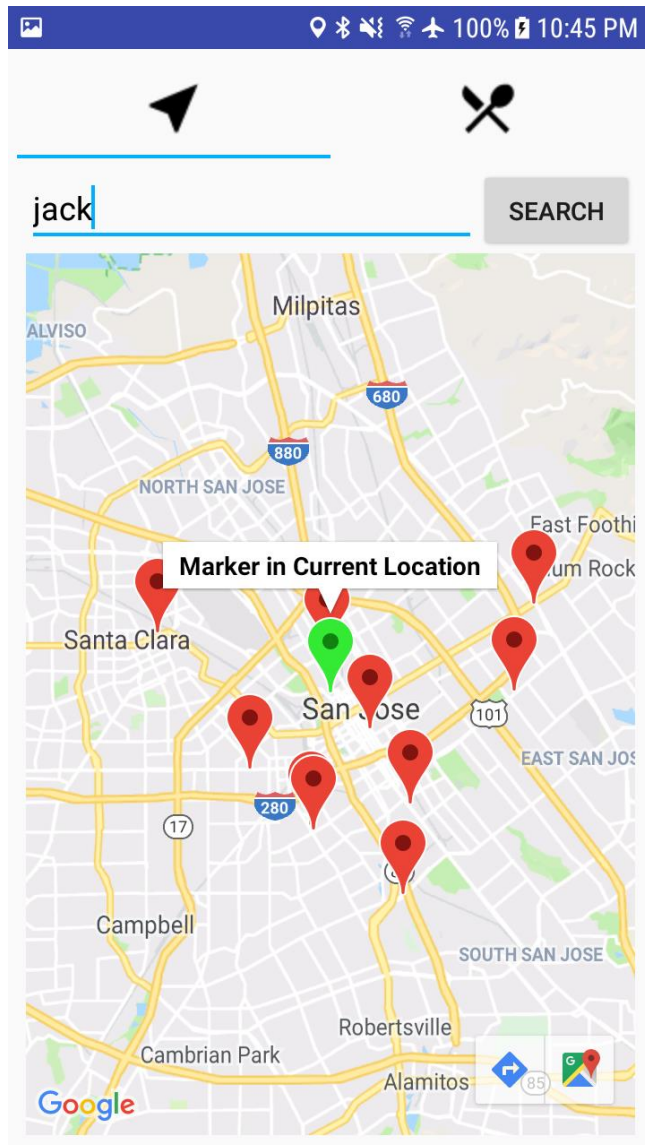 100% 10:45 PM
jack
SEARCH
Milpitas
ALVISO
680
880
NORTH SAN JOSE
East Foothi
Marker in Current Location
um Rock
Santa Clara
San Jose
101
EAST SAN JOS
280
17
Campbell
SOUTH SAN JOSE
Robertsville
Cambrian Park
Alamitos
85
G
Google